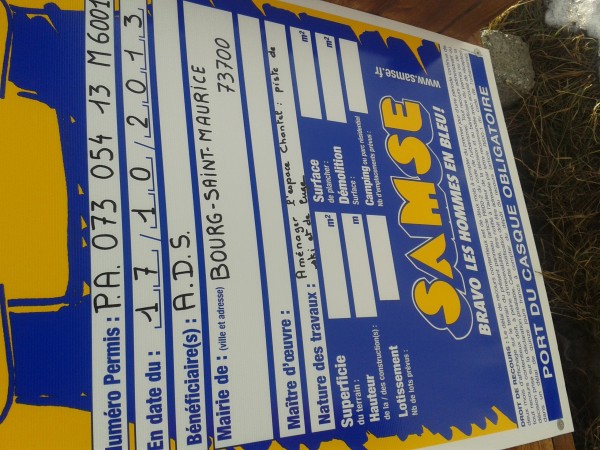 Numéro Permis : P.A. 073 054 13 M6001
En date du : 17/10/2013
Bénéficiaire(s) : A.D.S.
Mairie de : (ville et adresse) BOURG-SAINT-MAURICE
73700
Maître d'œuvre :
Nature des travaux : Aménager l'espace Chantel : piste de
ski et de luge
Superficie
du terrain : m²
Surface
de plancher : m²
Hauteur
de la / des construction(s) : m
Démolition
Surface : m²
Lotissement
Nb de lots prévus :
Camping ou parc résidentiel
Nb d'emplacements prévus :
SAMSE
www.samse.fr
BRAVO LES HOMMES EN BLEU!
DROIT DE RECOURS :
PORT DU CASQUE OBLIGATOIRE